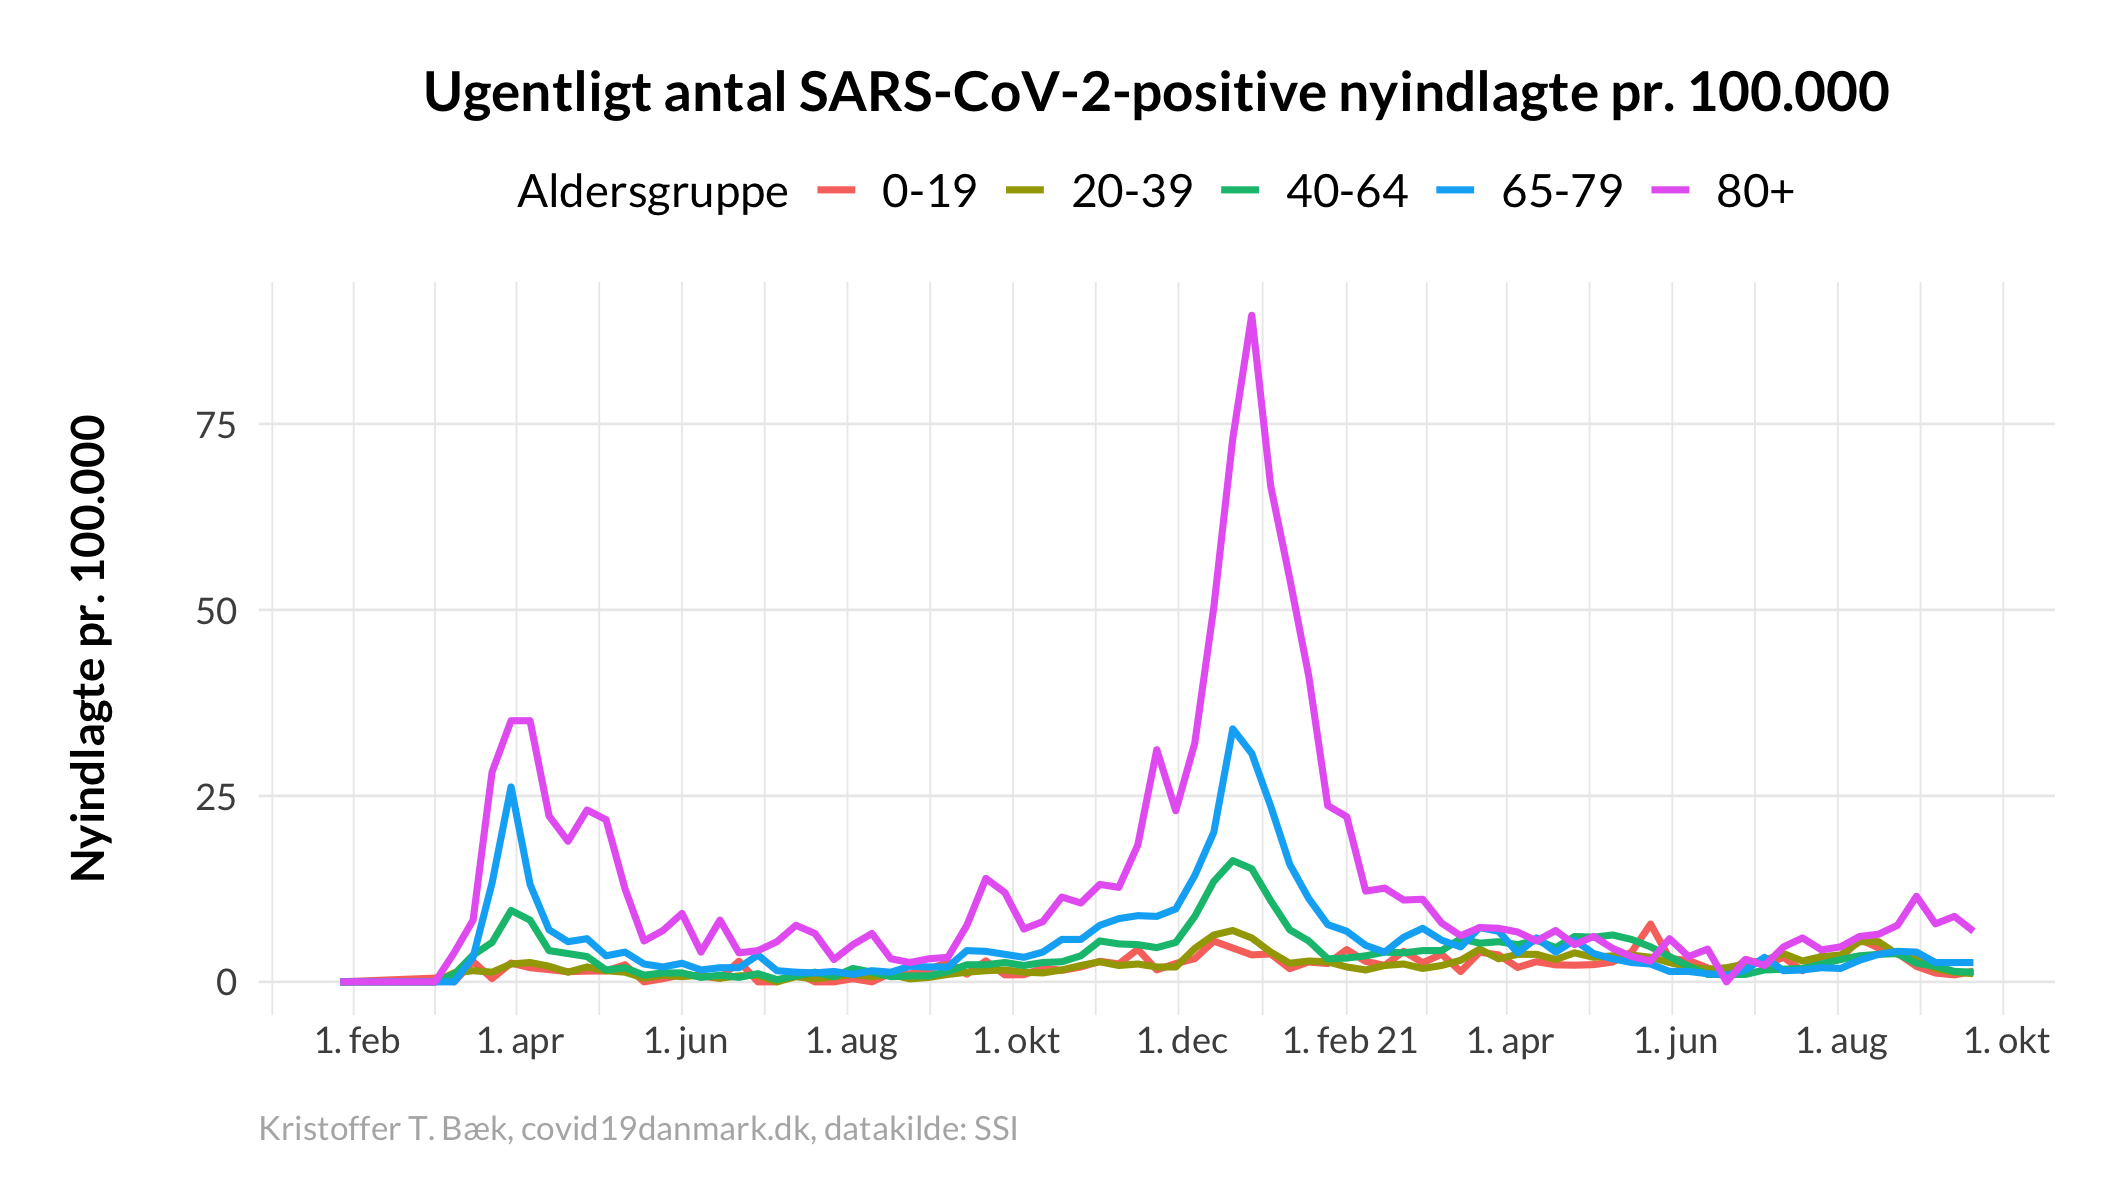 Ugentligt antal SARS-CoV-2-positive nyindlagte pr. 100.000
Aldersgruppe 0-19 20-39 40-64 65-79 80+
Nyindlagte pr. 100.000
75
50
25
0
1. feb 1. apr 1. jun 1. aug 1. okt 1. dec 1. feb 21 1. apr 1. jun 1. aug 1. okt
Kristoffer T. Bæk, covid19danmark.dk, datakilde: SSI